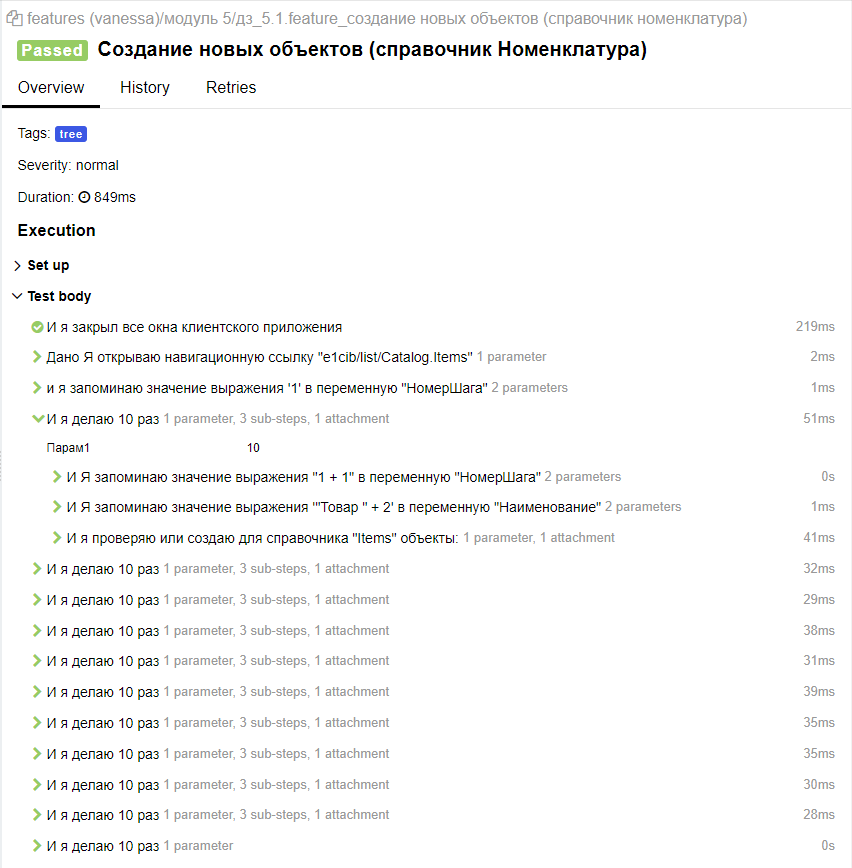 features (vanessa)/модуль 5/дз_5.1.feature_создание новых объектов (справочник номенклатура)
Passed Создание новых объектов (справочник Номенклатура)
Overview History Retries
Tags: tree
Severity: normal
Duration: 849ms
Execution
Set up
Test body
И я закрыл все окна клиентского приложения 219ms
Дано Я открываю навигационную ссылку "e1cib/list/Catalog.Items" 1 parameter 2ms
и я запоминаю значение выражения '1' в переменную "НомерШага" 2 parameters 1ms
И я делаю 10 раз 1 parameter, 3 sub-steps, 1 attachment 51ms
Парам1 10
И Я запоминаю значение выражения "1 + 1" в переменную "НомерШага" 2 parameters 0s
И Я запоминаю значение выражения '"Товар " + 2' в переменную "Наименование" 2 parameters 1ms
И я проверяю или создаю для справочника "Items" объекты: 1 parameter, 1 attachment 41ms
И я делаю 10 раз 1 parameter, 3 sub-steps, 1 attachment 32ms
И я делаю 10 раз 1 parameter, 3 sub-steps, 1 attachment 29ms
И я делаю 10 раз 1 parameter, 3 sub-steps, 1 attachment 38ms
И я делаю 10 раз 1 parameter, 3 sub-steps, 1 attachment 31ms
И я делаю 10 раз 1 parameter, 3 sub-steps, 1 attachment 39ms
И я делаю 10 раз 1 parameter, 3 sub-steps, 1 attachment 35ms
И я делаю 10 раз 1 parameter, 3 sub-steps, 1 attachment 35ms
И я делаю 10 раз 1 parameter, 3 sub-steps, 1 attachment 30ms
И я делаю 10 раз 1 parameter, 3 sub-steps, 1 attachment 28ms
И я делаю 10 раз 1 parameter 0s